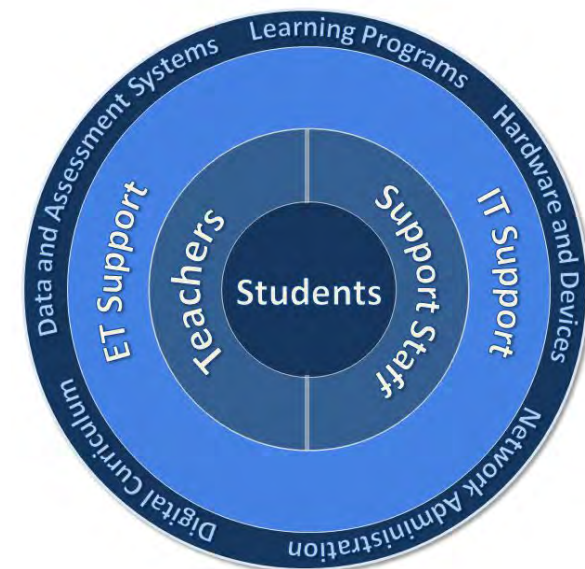 Learning Programs
Hardware and Devices
Network Administration
Digital Curriculum
Data and Assessment Systems
ET Support
IT Support
Teachers
Support Staff
Students